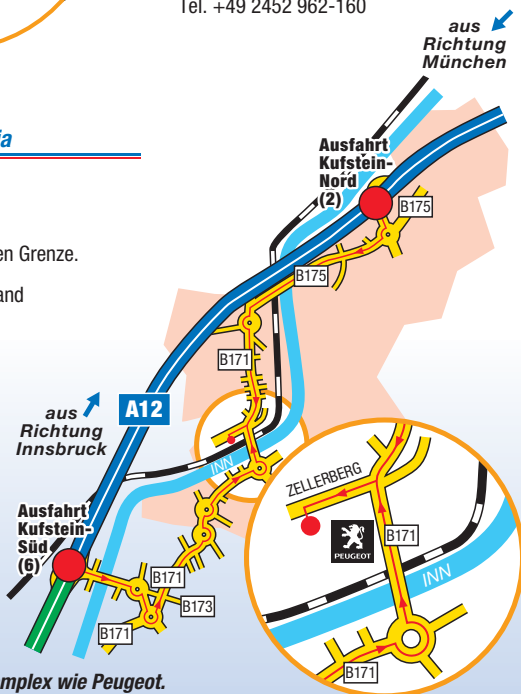 Tel. +49 2452 962-160
aus
Richtung
München
ia
Ausfahrt
Kufstein-
Nord
(2)
B175
en Grenze.
B175
and
B171
aus
Richtung
Innsbruck
A12
INN
ZELLERBERG
Ausfahrt
Kufstein-
Süd
(6)
PEUGEOT
B171
INN
B171
B173
B171
B171
mplex wie Peugeot.